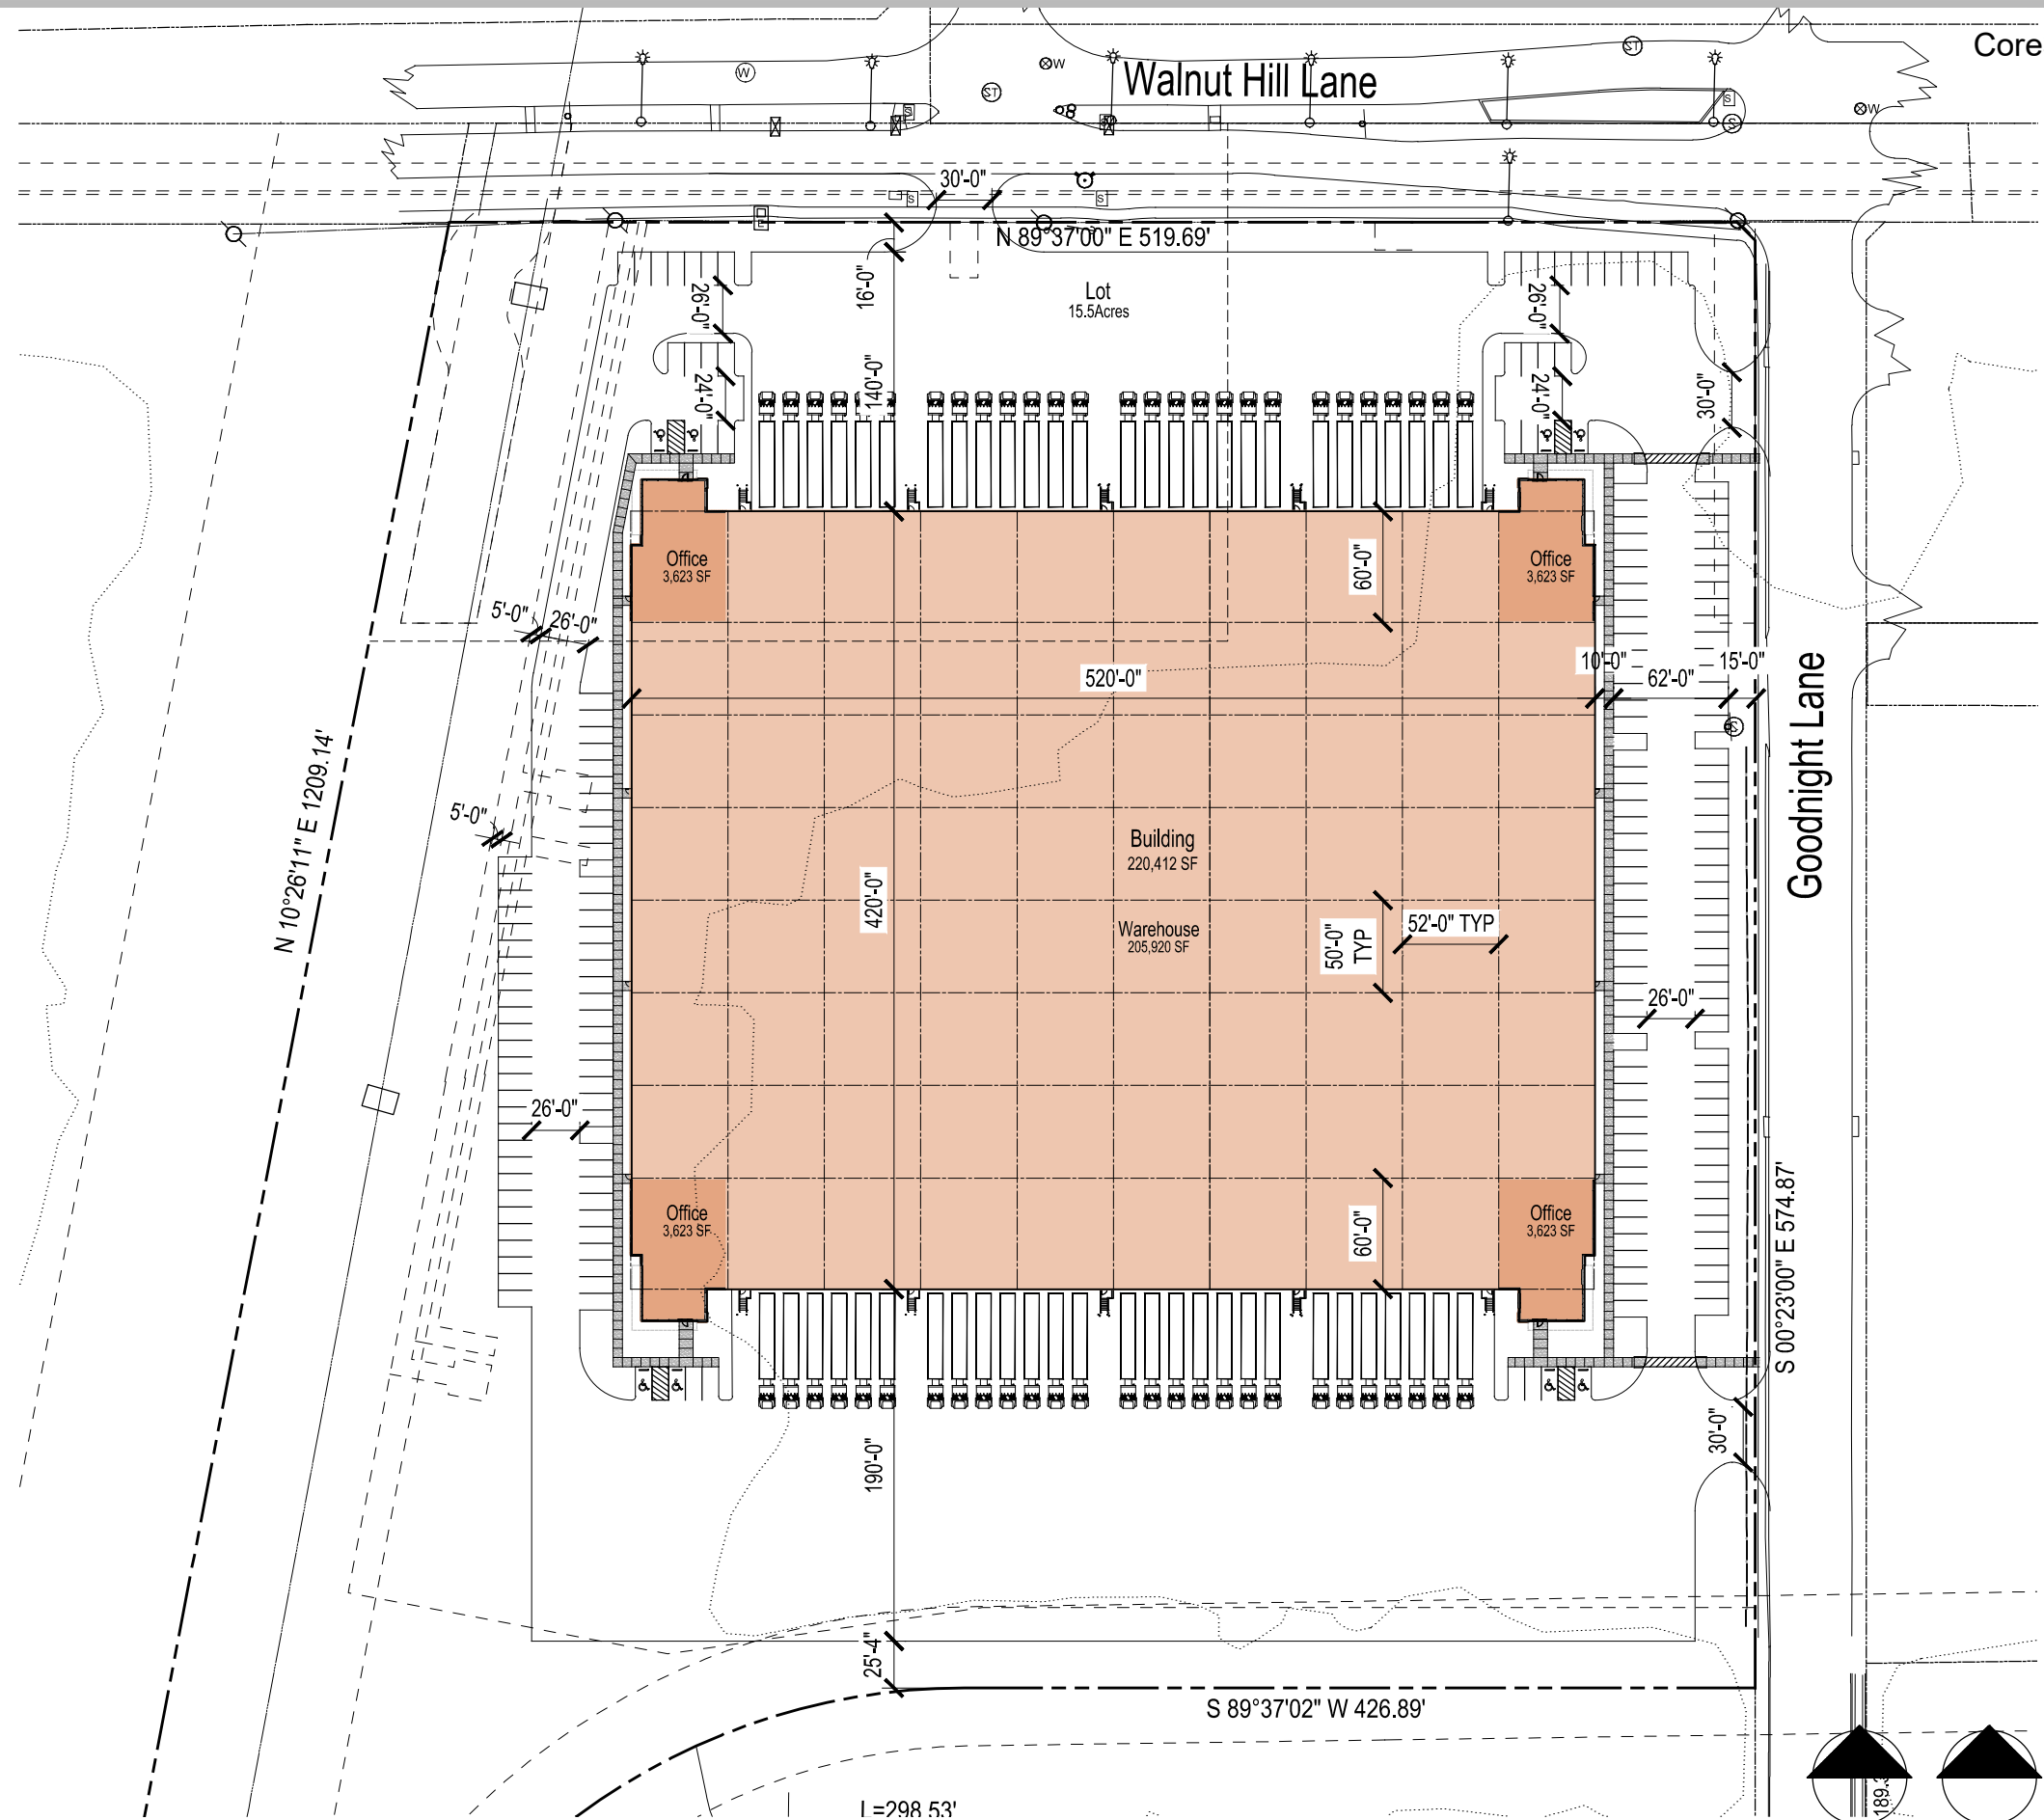 Core
Walnut Hill Lane
W
ST
W
ST
W
S
S
S
S
30'-0"
N 89°37'00" E 519.69'
16'-0"
Lot
15.5Acres
26'-0"
26'-0"
140'-0"
24'-0"
24'-0"
30'-0"
Office
3,623 SF
Office
3,623 SF
60'-0"
5'-0"
26'-0"
520'-0"
10'-0"
62'-0"
15'-0"
S
Goodnight Lane
N 10°26'11" E 1209.14'
5'-0"
Building
220,412 SF
420'-0"
Warehouse
205,920 SF
50'-0"
TYP
52'-0" TYP
26'-0"
26'-0"
Office
3,623 SF
Office
3,623 SF
60'-0"
S 00°23'00" E 574.87'
190'-0"
30'-0"
25'-4"
S 89°37'02" W 426.89'
L=298.53'